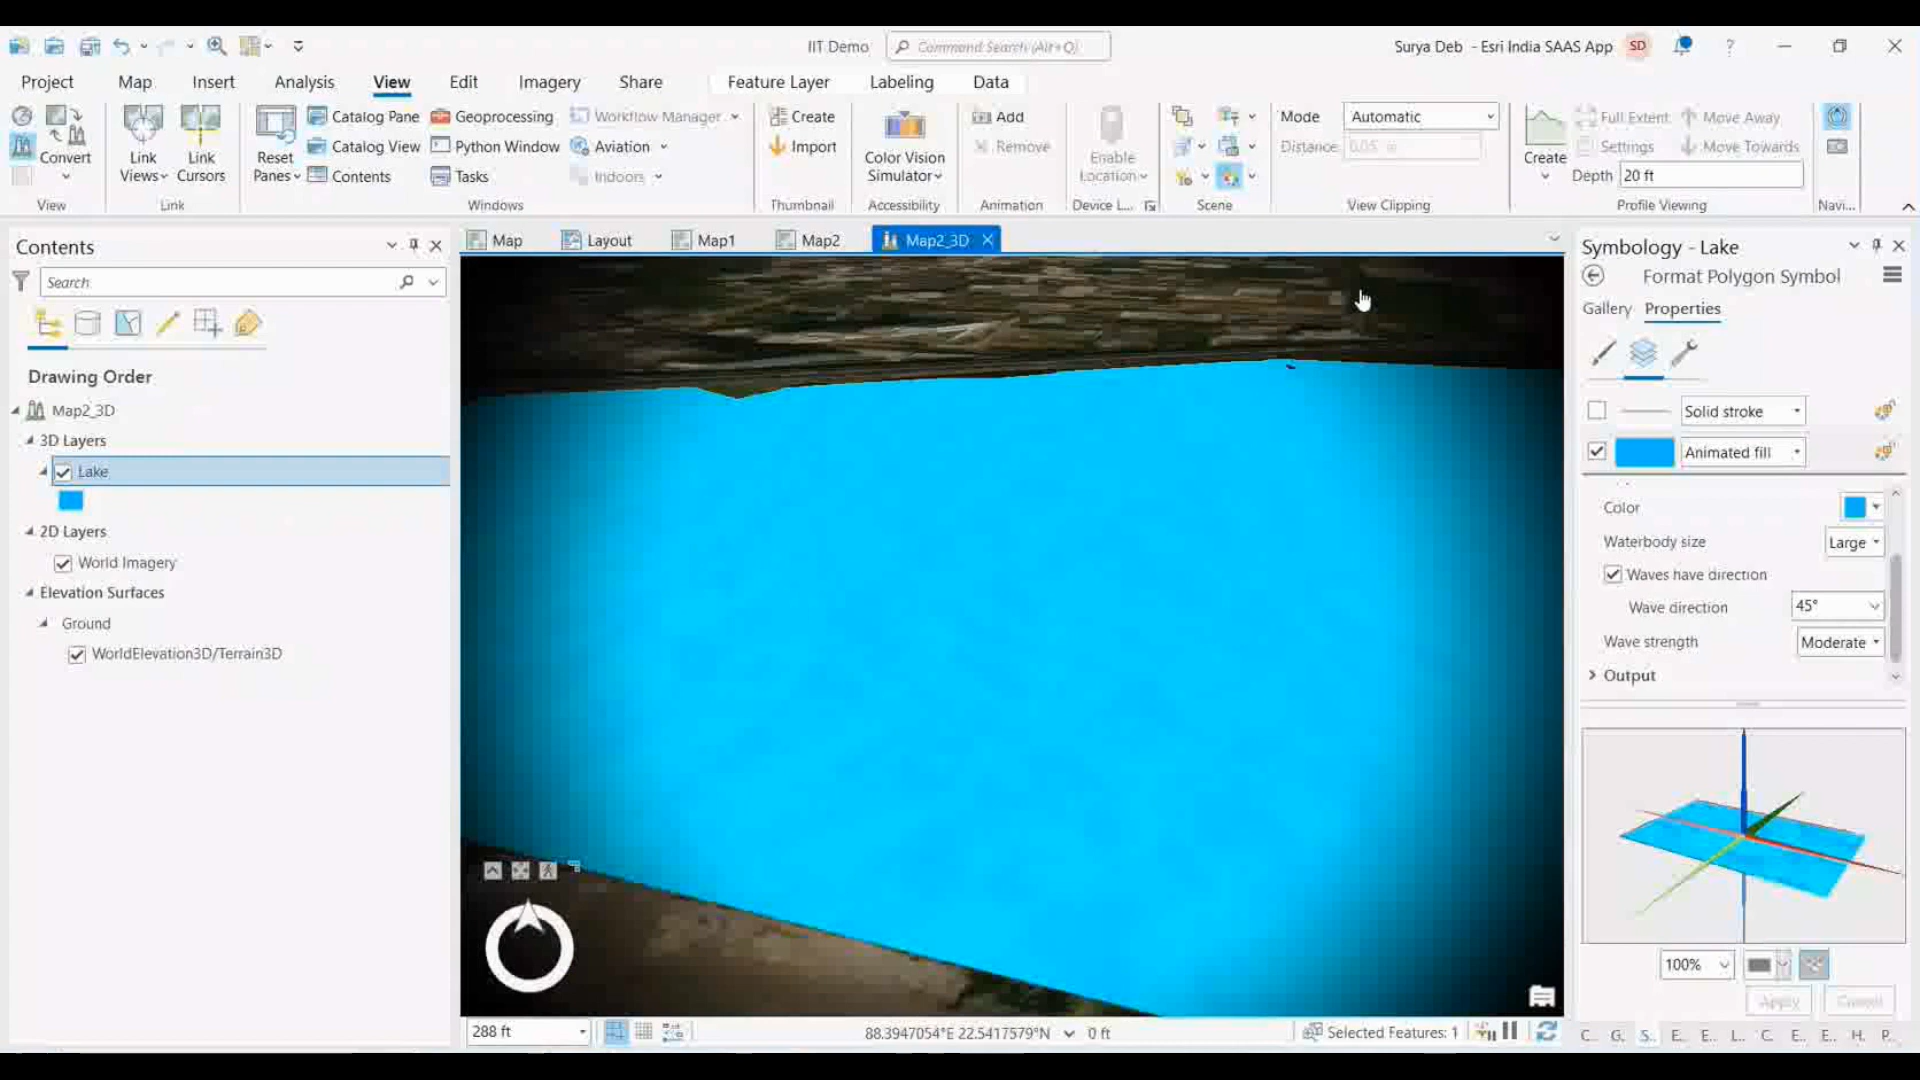 IIT Demo
Command Search (Alt+Q)
Surya Deb - Esri India SAAS App
SD
?
Project
Map
Insert
Analysis
View
Edit
Imagery
Share
Feature Layer
Labeling
Data
Convert
View
Link Views
Link Cursors
Link
Reset Panes
Catalog Pane
Catalog View
Contents
Geoprocessing
Python Window
Tasks
Workflow Manager
Aviation
Indoors
Windows
Create
Import
Thumbnail
Color Vision Simulator
Accessibility
Add
Remove
Animation
Enable Location
Device L...
Scene
Mode
Automatic
Distance
0.05 m
View Clipping
Create
Full Extent
Move Away
Settings
Move Towards
Depth
20 ft
Profile Viewing
Navi...
Contents
Search
Drawing Order
Map2_3D
3D Layers
Lake
2D Layers
World Imagery
Elevation Surfaces
Ground
WorldElevation3D/Terrain3D
Map
Layout
Map1
Map2
Map2_3D
288 ft
88.3947054°E 22.5417579°N
0 ft
Selected Features: 1
Symbology - Lake
Format Polygon Symbol
Gallery
Properties
Solid stroke
Animated fill
Color
Waterbody size
Large
Waves have direction
Wave direction
45°
Wave strength
Moderate
Output
100%
Apply
Cancel
C.. G.. S.. E.. E.. L.. C.. E.. E.. H.. P..